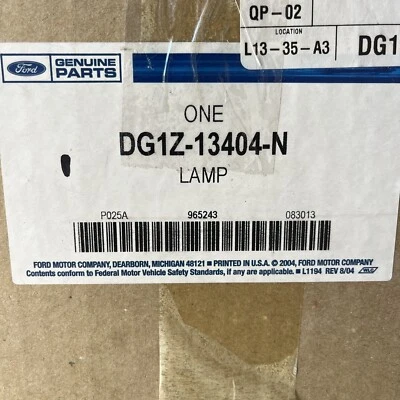 QP-02
LOCATION
L13-35-A3
DG1
Ford
GENUINE
PARTS
ONE
DG1Z-13404-N
LAMP
P025A 965243 083013
FORD MOTOR COMPANY, DEARBORN, MICHIGAN 48121 ■ PRINTED IN U.S.A. © 2004, FORD MOTOR COMPANY
Contents conform to Federal Motor Vehicle Safety Standards, if any are applicable. ■ L1194 REV 8/04